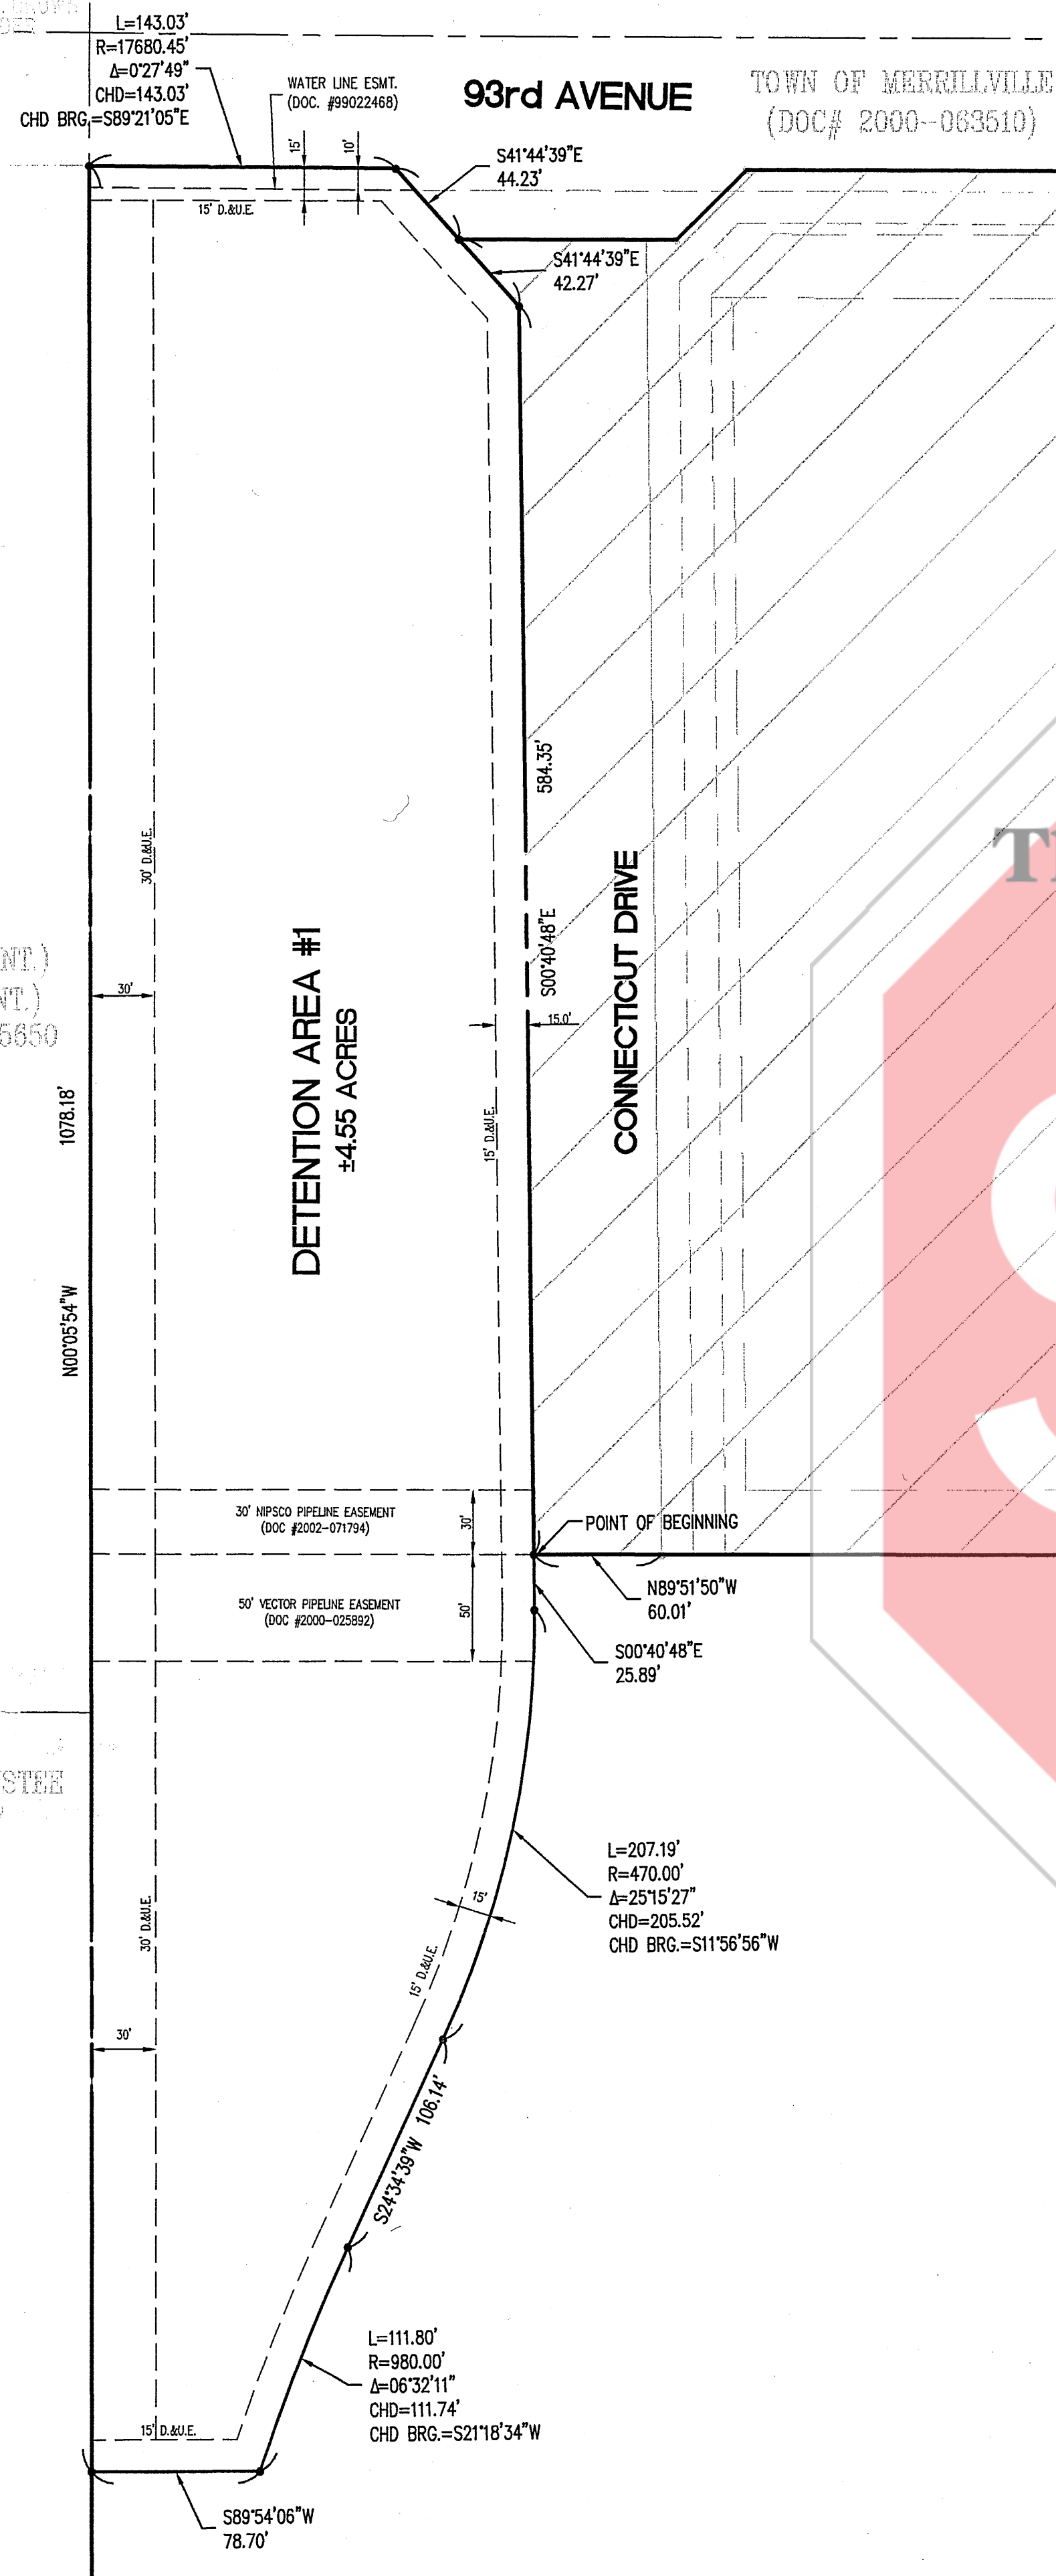 L=143.03'
R=17680.45'
Δ=0°27'49"
CHD=143.03'
CHD BRG.=S89°21'05"E
WATER LINE ESMT.
(DOC. #99022468)
93rd AVENUE
TOWN OF MERRILLVILLE
(DOC# 2000-063510)
15'
10'
S41°44'39"E
44.23'
15' D.&U.E.
S41°44'39"E
42.27'
584.35'
30' D.&U.E.
S00°40'48"E
CONNECTICUT DRIVE
DETENTION AREA #1
±4.55 ACRES
NT.)
NT.)
5650
30'
15.0'
1078.18'
15' D.&U.E.
N00°05'54"W
30' NIPSCO PIPELINE EASEMENT
(DOC #2002-071794)
30'
POINT OF BEGINNING
50' VECTOR PIPELINE EASEMENT
(DOC #2000-025892)
50'
N89°51'50"W
60.01'
S00°40'48"E
25.89'
STEE
L=207.19'
R=470.00'
Δ=25°15'27"
CHD=205.52'
CHD BRG.=S11°56'56"W
15'
30' D.&U.E.
15' D.&U.E.
30'
S24°34'39"W 106.14'
L=111.80'
R=980.00'
Δ=06°32'11"
CHD=111.74'
CHD BRG.=S21°18'34"W
15' D.&U.E.
S89°54'06"W
78.70'